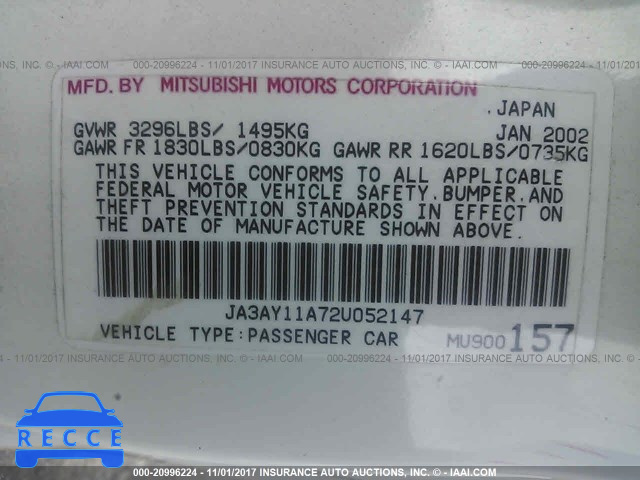 000-20996224 - 11/01/2017 INSURANCE AUTO AUCTIONS, INC. - © - IAAI.COM
MFD. BY MITSUBISHI MOTORS CORPORATION
.JAPAN
GVWR 3296LBS/ 1495KG JAN 2002
GAWR FR 1830LBS/0830KG GAWR RR 1620LBS/0735KG
THIS VEHICLE CONFORMS TO ALL APPLICABLE
FEDERAL MOTOR VEHICLE SAFETY,BUMPER,AND
THEFT PREVENTION STANDARDS IN EFFECT ON
THE DATE OF MANUFACTURE SHOWN ABOVE.
JA3AY11A72U052147
VEHICLE TYPE:PASSENGER CAR MU900157
000-20996224 - 11/01/2017 INSURANCE AUTO AUCTIONS, INC. - © - IAAI.COM
RECCE
000-20996224 - 11/01/2017 INSURANCE AUTO AUCTIONS, INC. - © - IAAI.COM